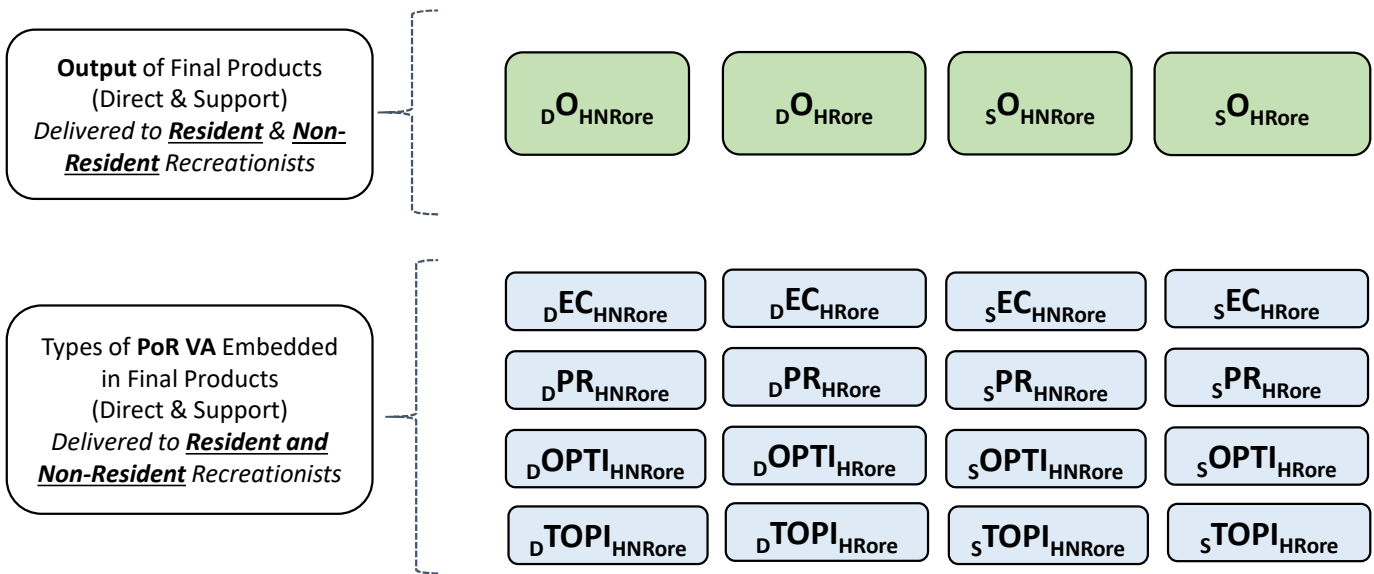 Output of Final Products
(Direct & Support)
Delivered to Resident & Non-
Resident Recreationists
DOHNRore
DOHRore
SOHNRore
SOHRore
Types of PoR VA Embedded
in Final Products
(Direct & Support)
Delivered to Resident and
Non-Resident Recreationists
DECHNRore
DECHRore
SECHNRore
SECHRore
DPRHNRore
DPRHRore
SPRHNRore
SPRHRore
DOPTIHNRore
DOPTIHRore
SOPTIHNRore
SOPTIHRore
DTOPIHNRore
DTOPIHRore
STOPIHNRore
STOPIHRore